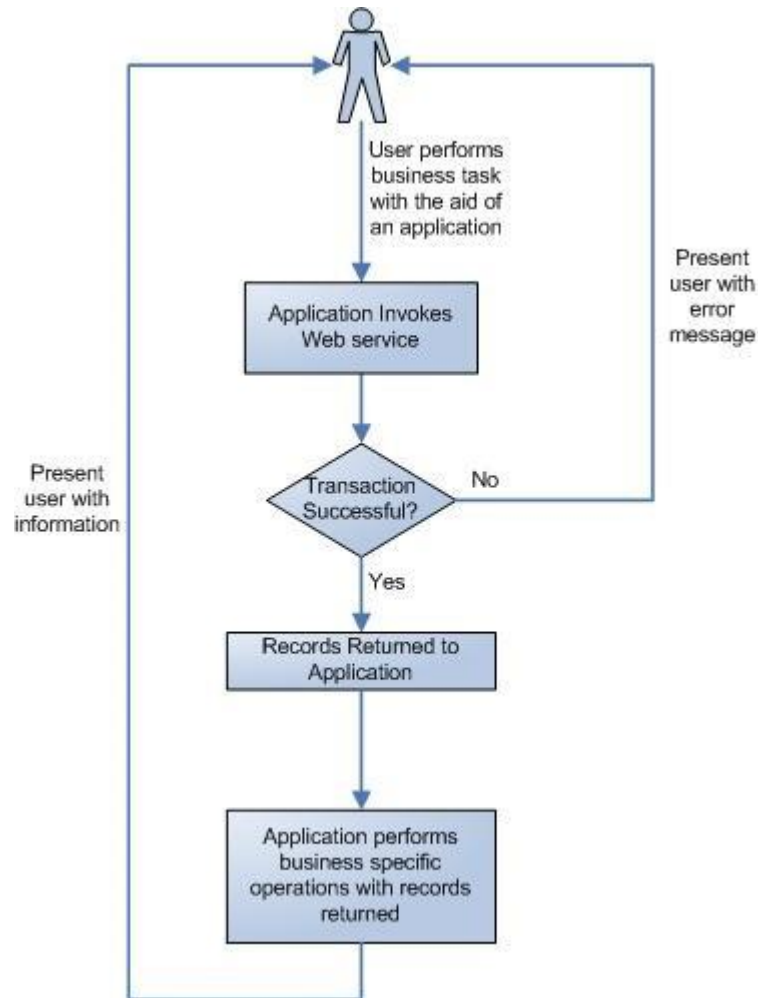 User performs
business task
with the aid of
an application
Present
user with
error
message
Application Invokes
Web service
Present
user with
information
Transaction
Successful?
No
Yes
Records Returned to
Application
Application performs
business specific
operations with records
returned